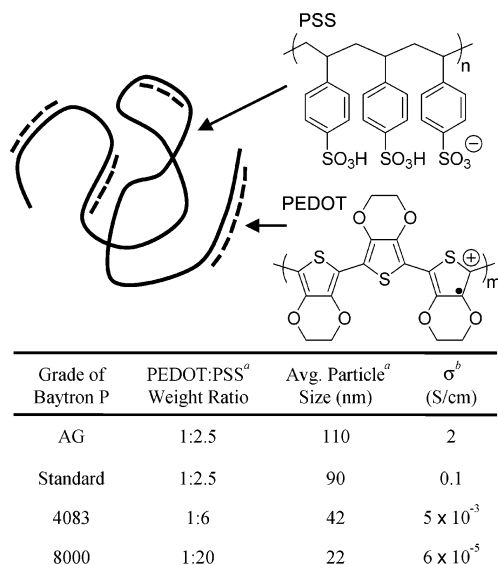 PSS
n
SO₃H SO₃H SO₃ ⊖
PEDOT
O O
S S ⊕
m
S
O O O O
Grade of Baytron P PEDOT:PSSᵃ Weight Ratio Avg. Particleᵃ Size (nm) σᵇ (S/cm)
AG 1:2.5 110 2
Standard 1:2.5 90 0.1
4083 1:6 42 5 x 10⁻³
8000 1:20 22 6 x 10⁻⁵